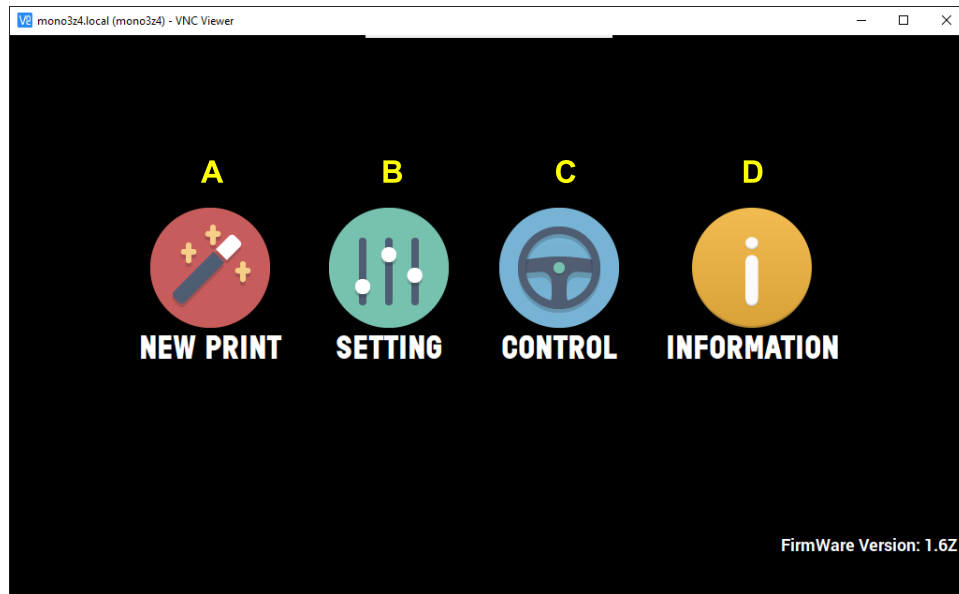 mono3z4.local (mono3z4) - VNC Viewer
A B C D
NEW PRINT SETTING CONTROL INFORMATION
FirmWare Version: 1.6Z